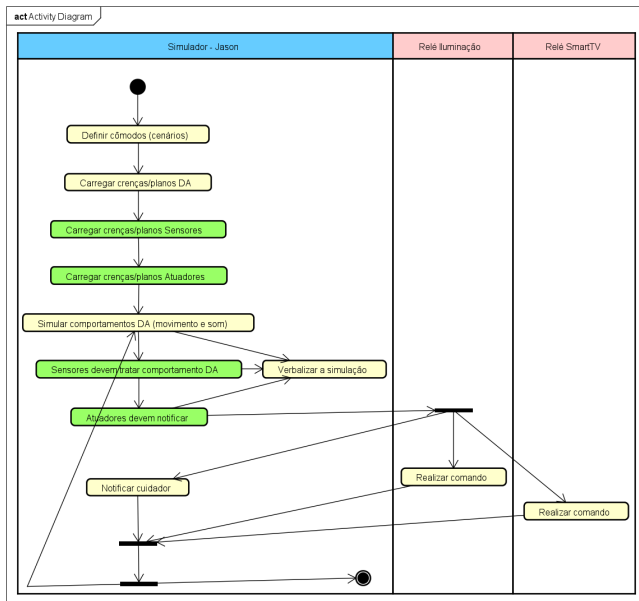 act Activity Diagram
Simulador - Jason
Relé Iluminação
Relé SmartTV
Definir cômodos (cenários)
Carregar crenças/planos DA
Carregar crenças/planos Sensores
Carregar crenças/planos Atuadores
Simular comportamentos DA (movimento e som)
Sensores devem tratar comportamento DA
Verbalizar a simulação
Atuadores devem notificar
Notificar cuidador
Realizar comando
Realizar comando